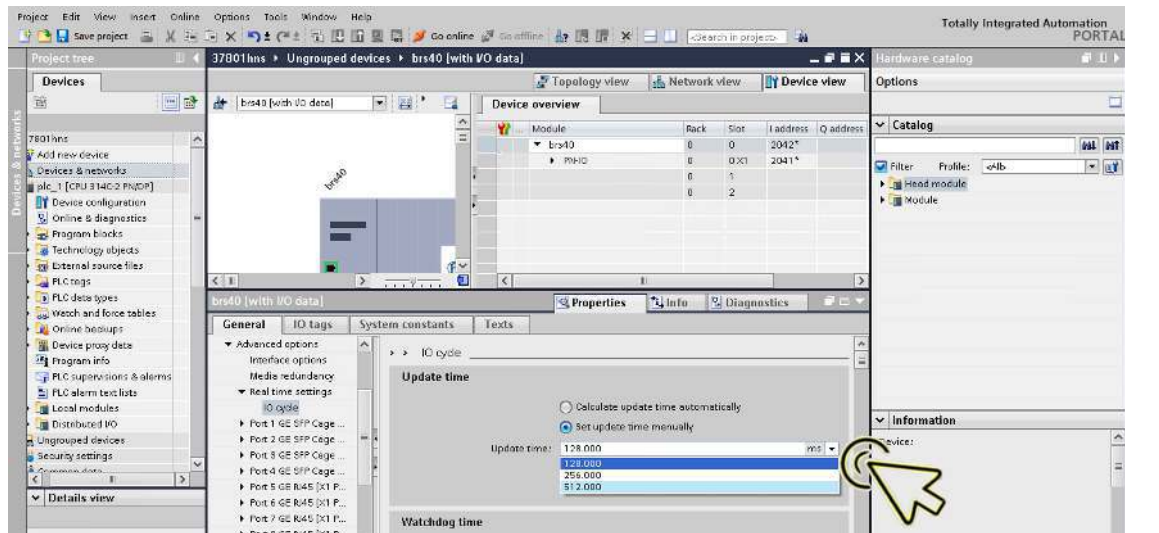 Project Edit View Insert Online Options Tools Window Help
Totally Integrated Automation
PORTAL
Save project
Go online
Go offline
<Search in project>
Project tree
37801hns ▸ Ungrouped devices ▸ brs40 [with I/O data]
Hardware catalog
Devices
Topology view
Network view
Device view
Options
brs40 [with I/O data]
Device overview
Devices & networks
Catalog
... Module Rack Slot I address Q address
brs40 0 0 2042*
PN-IO 0 0 X1 2041*
0 1
0 2
Filter Profile: <All>
Head module
Module
7801hns
Add new device
Devices & networks
plc_1 [CPU 314C-2 PN/DP]
Device configuration
Online & diagnostics
Program blocks
Technology objects
External source files
PLC tags
PLC data types
Watch and force tables
Online backups
Device proxy data
Program info
PLC supervisions & alarms
PLC alarm text lists
Local modules
Distributed I/O
Ungrouped devices
Security settings
Common data
Details view
brs40
brs40 [with I/O data]
Properties
Info
Diagnostics
General
IO tags
System constants
Texts
Advanced options
Interface options
Media redundancy
Real time settings
IO cycle
Port 1 GE SFP Cage ...
Port 2 GE SFP Cage ...
Port 3 GE SFP Cage ...
Port 4 GE SFP Cage ...
Port 5 GE RJ45 [X1 P...
Port 6 GE RJ45 [X1 P...
Port 7 GE RJ45 [X1 P...
> > IO cycle
Update time
Calculate update time automatically
Set update time manually
Update time: 128.000 ms
128.000
256.000
512.000
Watchdog time
Information
Device: